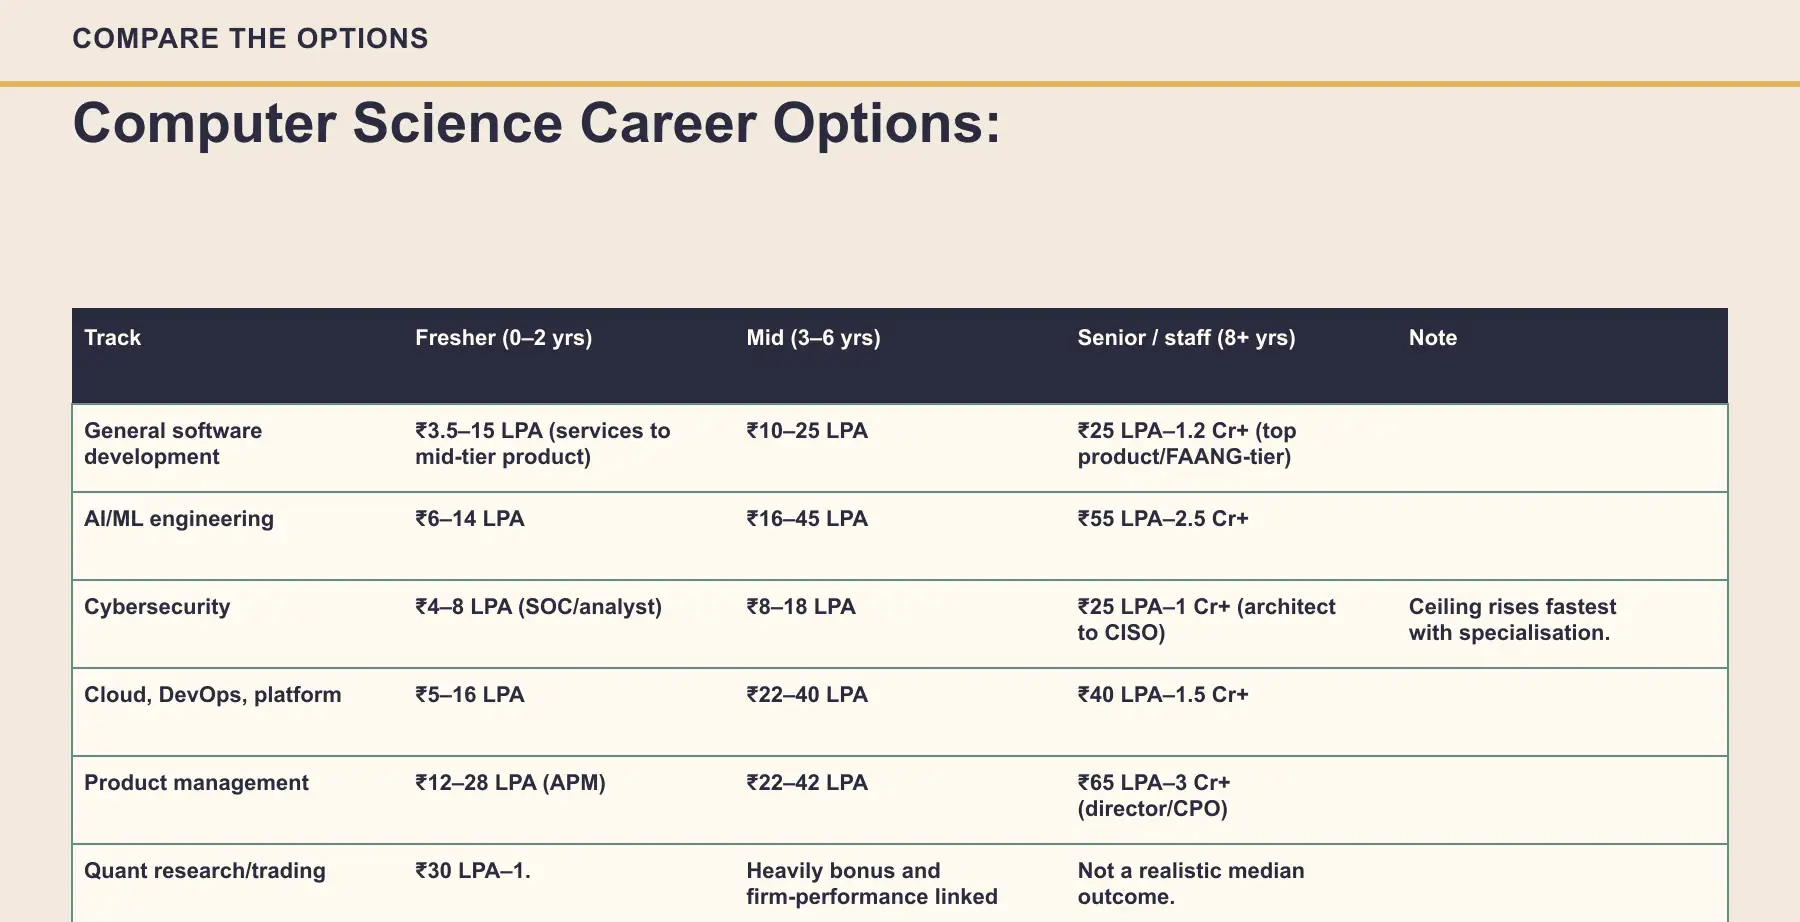 COMPARE THE OPTIONS
Computer Science Career Options:
Track
Fresher (0–2 yrs)
Mid (3–6 yrs)
Senior / staff (8+ yrs)
Note
General software
development
₹3.5–15 LPA (services to
mid-tier product)
₹10–25 LPA
₹25 LPA–1.2 Cr+ (top
product/FAANG-tier)
AI/ML engineering
₹6–14 LPA
₹16–45 LPA
₹55 LPA–2.5 Cr+
Cybersecurity
₹4–8 LPA (SOC/analyst)
₹8–18 LPA
₹25 LPA–1 Cr+ (architect
to CISO)
Ceiling rises fastest
with specialisation.
Cloud, DevOps, platform
₹5–16 LPA
₹22–40 LPA
₹40 LPA–1.5 Cr+
Product management
₹12–28 LPA (APM)
₹22–42 LPA
₹65 LPA–3 Cr+
(director/CPO)
Quant research/trading
₹30 LPA–1.
Heavily bonus and
firm-performance linked
Not a realistic median
outcome.